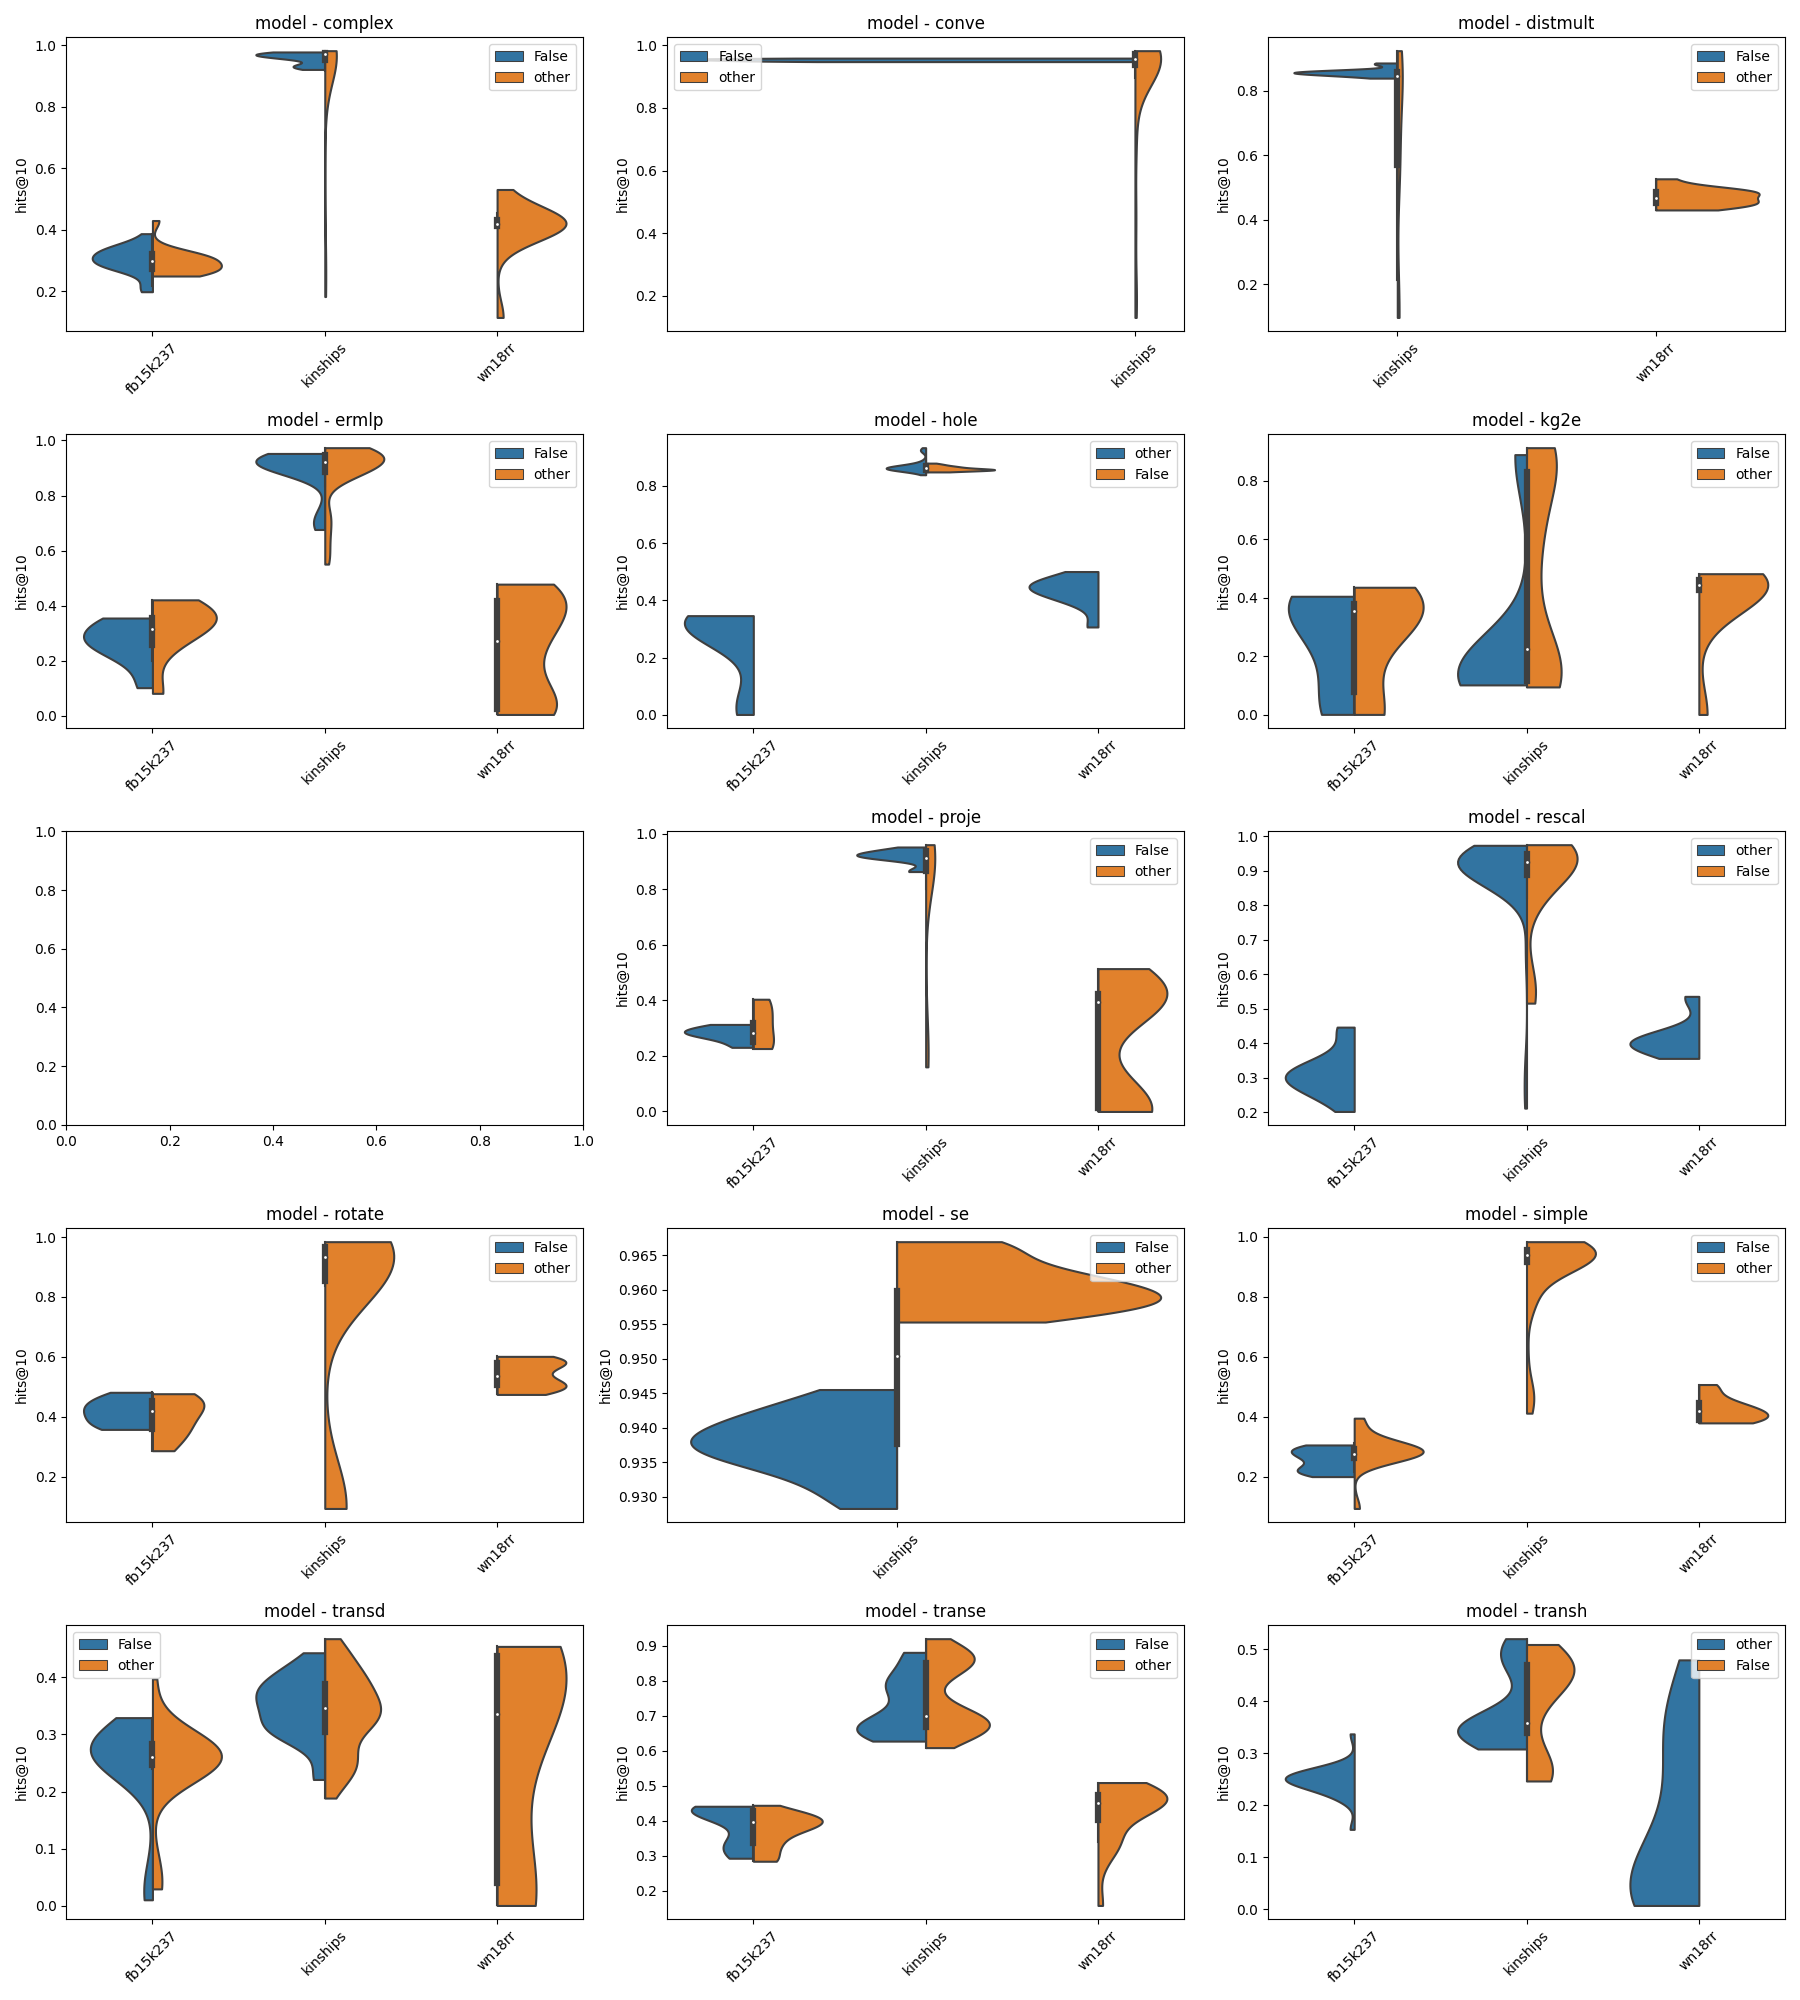 model - complex
hits@10
1.0
0.8
0.6
0.4
0.2
False
other
fb15k237
kinships
wn18rr
model - conve
hits@10
1.0
0.8
0.6
0.4
0.2
False
other
kinships
model - distmult
hits@10
0.8
0.6
0.4
0.2
False
other
kinships
wn18rr
model - ermlp
hits@10
1.0
0.8
0.6
0.4
0.2
0.0
False
other
fb15k237
kinships
wn18rr
model - hole
hits@10
0.8
0.6
0.4
0.2
0.0
other
False
fb15k237
kinships
wn18rr
model - kg2e
hits@10
0.8
0.6
0.4
0.2
0.0
False
other
fb15k237
kinships
wn18rr
1.0
0.8
0.6
0.4
0.2
0.0
0.0 0.2 0.4 0.6 0.8 1.0
model - proje
hits@10
1.0
0.8
0.6
0.4
0.2
0.0
False
other
fb15k237
kinships
wn18rr
model - rescal
hits@10
1.0
0.9
0.8
0.7
0.6
0.5
0.4
0.3
0.2
other
False
fb15k237
kinships
wn18rr
model - rotate
hits@10
1.0
0.8
0.6
0.4
0.2
False
other
fb15k237
kinships
wn18rr
model - se
hits@10
0.965
0.960
0.955
0.950
0.945
0.940
0.935
0.930
False
other
kinships
model - simple
hits@10
1.0
0.8
0.6
0.4
0.2
False
other
fb15k237
kinships
wn18rr
model - transd
hits@10
0.4
0.3
0.2
0.1
0.0
False
other
fb15k237
kinships
wn18rr
model - transe
hits@10
0.9
0.8
0.7
0.6
0.5
0.4
0.3
0.2
False
other
fb15k237
kinships
wn18rr
model - transh
hits@10
0.5
0.4
0.3
0.2
0.1
0.0
other
False
fb15k237
kinships
wn18rr